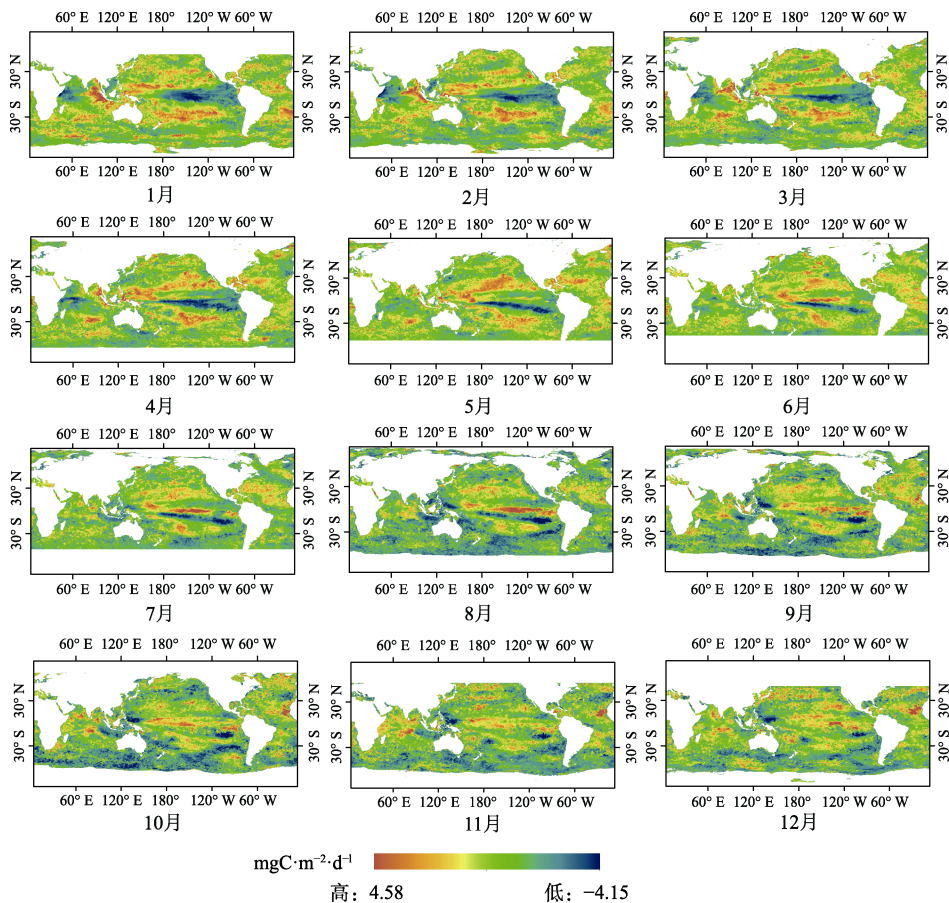 60° E 120° E 180° 120° W 60° W
60° E 120° E 180° 120° W 60° W
60° E 120° E 180° 120° W 60° W
30° S 30° N
30° S 30° N
30° S 30° N
30° S 30° N
60° E 120° E 180° 120° W 60° W
60° E 120° E 180° 120° W 60° W
60° E 120° E 180° 120° W 60° W
1月
2月
3月
60° E 120° E 180° 120° W 60° W
60° E 120° E 180° 120° W 60° W
60° E 120° E 180° 120° W 60° W
30° S 30° N
30° S 30° N
30° S 30° N
30° S 30° N
60° E 120° E 180° 120° W 60° W
60° E 120° E 180° 120° W 60° W
60° E 120° E 180° 120° W 60° W
4月
5月
6月
60° E 120° E 180° 120° W 60° W
60° E 120° E 180° 120° W 60° W
60° E 120° E 180° 120° W 60° W
30° S 30° N
30° S 30° N
30° S 30° N
30° S 30° N
60° E 120° E 180° 120° W 60° W
60° E 120° E 180° 120° W 60° W
60° E 120° E 180° 120° W 60° W
7月
8月
9月
60° E 120° E 180° 120° W 60° W
60° E 120° E 180° 120° W 60° W
60° E 120° E 180° 120° W 60° W
30° S 30° N
30° S 30° N
30° S 30° N
30° S 30° N
60° E 120° E 180° 120° W 60° W
60° E 120° E 180° 120° W 60° W
60° E 120° E 180° 120° W 60° W
10月
11月
12月
mgC·m⁻²·d⁻¹
高：4.58 低：−4.15